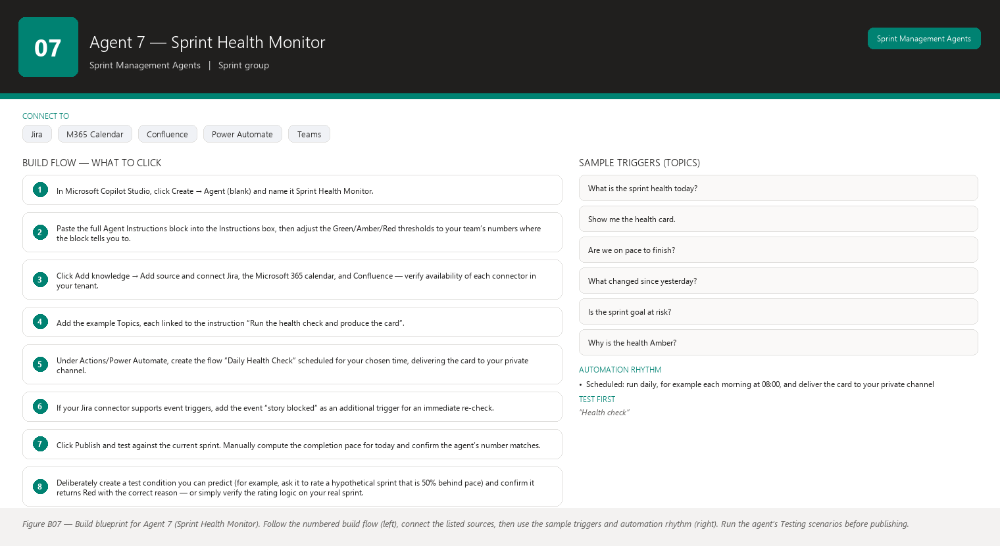 07
Agent 7 — Sprint Health Monitor
Sprint Management Agents | Sprint group
Sprint Management Agents
CONNECT TO
Jira
M365 Calendar
Confluence
Power Automate
Teams
BUILD FLOW — WHAT TO CLICK
1
In Microsoft Copilot Studio, click Create → Agent (blank) and name it Sprint Health Monitor.
2
Paste the full Agent Instructions block into the Instructions box, then adjust the Green/Amber/Red thresholds to your team's numbers where
the block tells you to.
3
Click Add knowledge → Add source and connect Jira, the Microsoft 365 calendar, and Confluence — verify availability of each connector in
your tenant.
4
Add the example Topics, each linked to the instruction “Run the health check and produce the card”.
5
Under Actions/Power Automate, create the flow “Daily Health Check” scheduled for your chosen time, delivering the card to your private
channel.
6
If your Jira connector supports event triggers, add the event “story blocked” as an additional trigger for an immediate re-check.
7
Click Publish and test against the current sprint. Manually compute the completion pace for today and confirm the agent's number matches.
8
Deliberately create a test condition you can predict (for example, ask it to rate a hypothetical sprint that is 50% behind pace) and confirm it
returns Red with the correct reason — or simply verify the rating logic on your real sprint.
SAMPLE TRIGGERS (TOPICS)
What is the sprint health today?
Show me the health card.
Are we on pace to finish?
What changed since yesterday?
Is the sprint goal at risk?
Why is the health Amber?
AUTOMATION RHYTHM
• Scheduled: run daily, for example each morning at 08:00, and deliver the card to your private channel
TEST FIRST
“Health check”
Figure B07 — Build blueprint for Agent 7 (Sprint Health Monitor). Follow the numbered build flow (left), connect the listed sources, then use the sample triggers and automation rhythm (right). Run the agent's Testing scenarios before publishing.